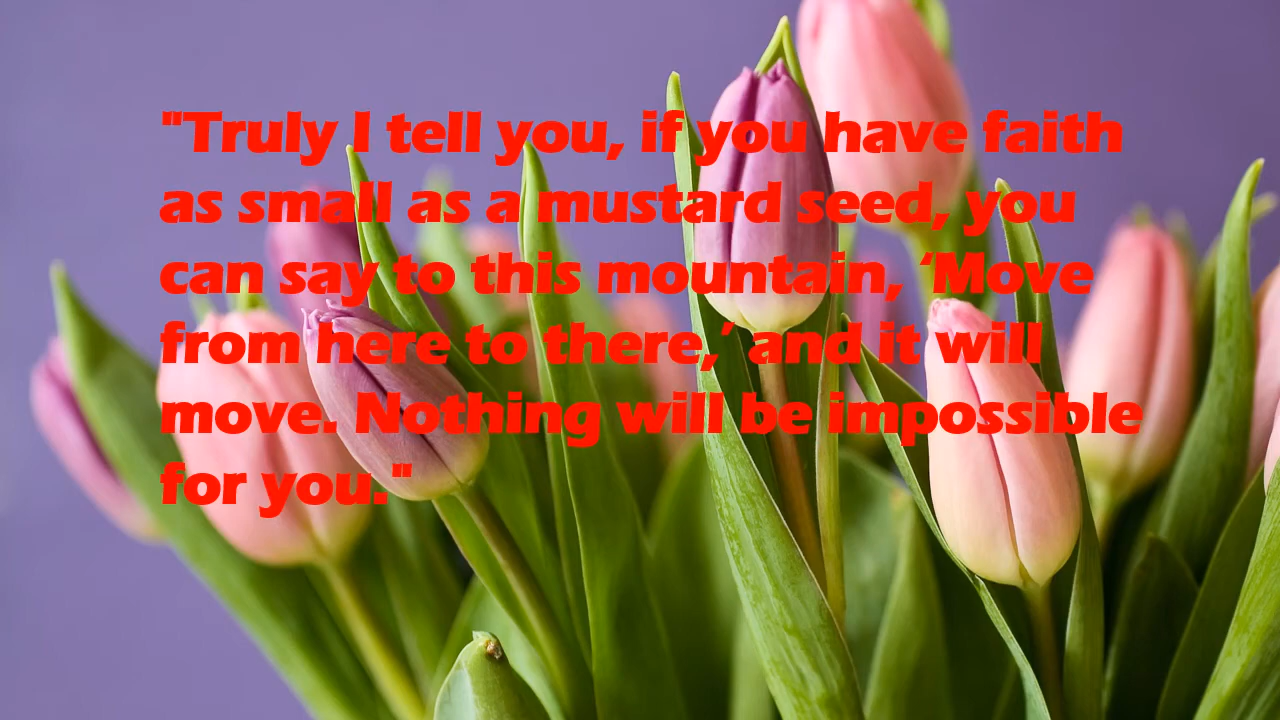 "Truly I tell you, if you have faith
as small as a mustard seed, you
can say to this mountain, ‘Move
from here to there,’ and it will
move. Nothing will be impossible
for you."